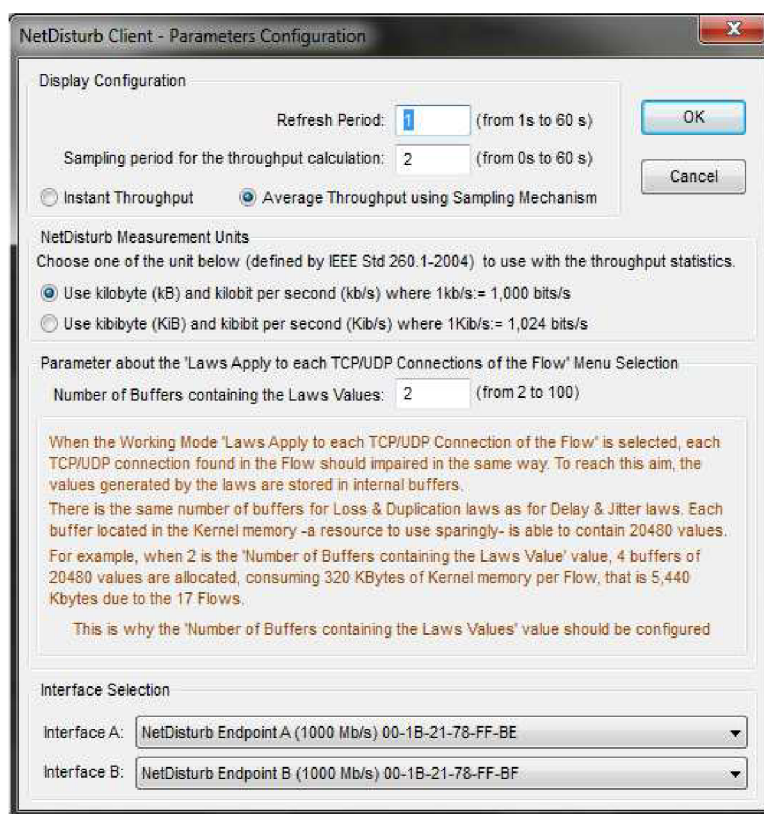 NetDisturb Client - Parameters Configuration
X
Display Configuration
Refresh Period: 1 (from 1s to 60 s)
OK
Sampling period for the throughput calculation: 2 (from 0s to 60 s)
Cancel
Instant Throughput Average Throughput using Sampling Mechanism
NetDisturb Measurement Units
Choose one of the unit below (defined by IEEE Std 260.1-2004) to use with the throughput statistics.
Use kilobyte (kB) and kilobit per second (kb/s) where 1kb/s:= 1,000 bits/s
Use kibibyte (KiB) and kibibit per second (Kib/s) where 1Kib/s:= 1,024 bits/s
Parameter about the 'Laws Apply to each TCP/UDP Connections of the Flow' Menu Selection
Number of Buffers containing the Laws Values: 2 (from 2 to 100)
When the Working Mode 'Laws Apply to each TCP/UDP Connection of the Flow' is selected, each
TCP/UDP connection found in the Flow should impaired in the same way. To reach this aim, the
values generated by the laws are stored in internal buffers.
There is the same number of buffers for Loss & Duplication laws as for Delay & Jitter laws. Each
buffer located in the Kernel memory -a resource to use sparingly- is able to contain 20480 values.
For example, when 2 is the 'Number of Buffers containing the Laws Value' value, 4 buffers of
20480 values are allocated, consuming 320 KBytes of Kernel memory per Flow, that is 5,440
Kbytes due to the 17 Flows.
This is why the 'Number of Buffers containing the Laws Values' value should be configured
Interface Selection
Interface A: NetDisturb Endpoint A (1000 Mb/s) 00-1B-21-78-FF-BE
Interface B: NetDisturb Endpoint B (1000 Mb/s) 00-1B-21-78-FF-BF